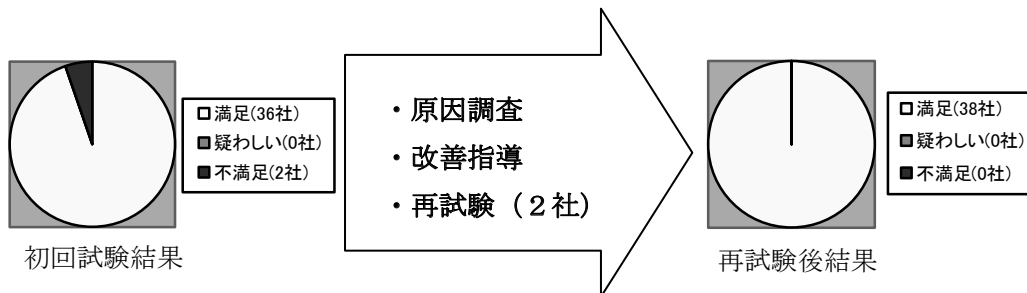 □満足(36社)
■疑わしい(0社)
■不満足(2社)
初回試験結果
・原因調査
・改善指導
・再試験（２社）
□満足(38社)
■疑わしい(0社)
■不満足(0社)
再試験後結果